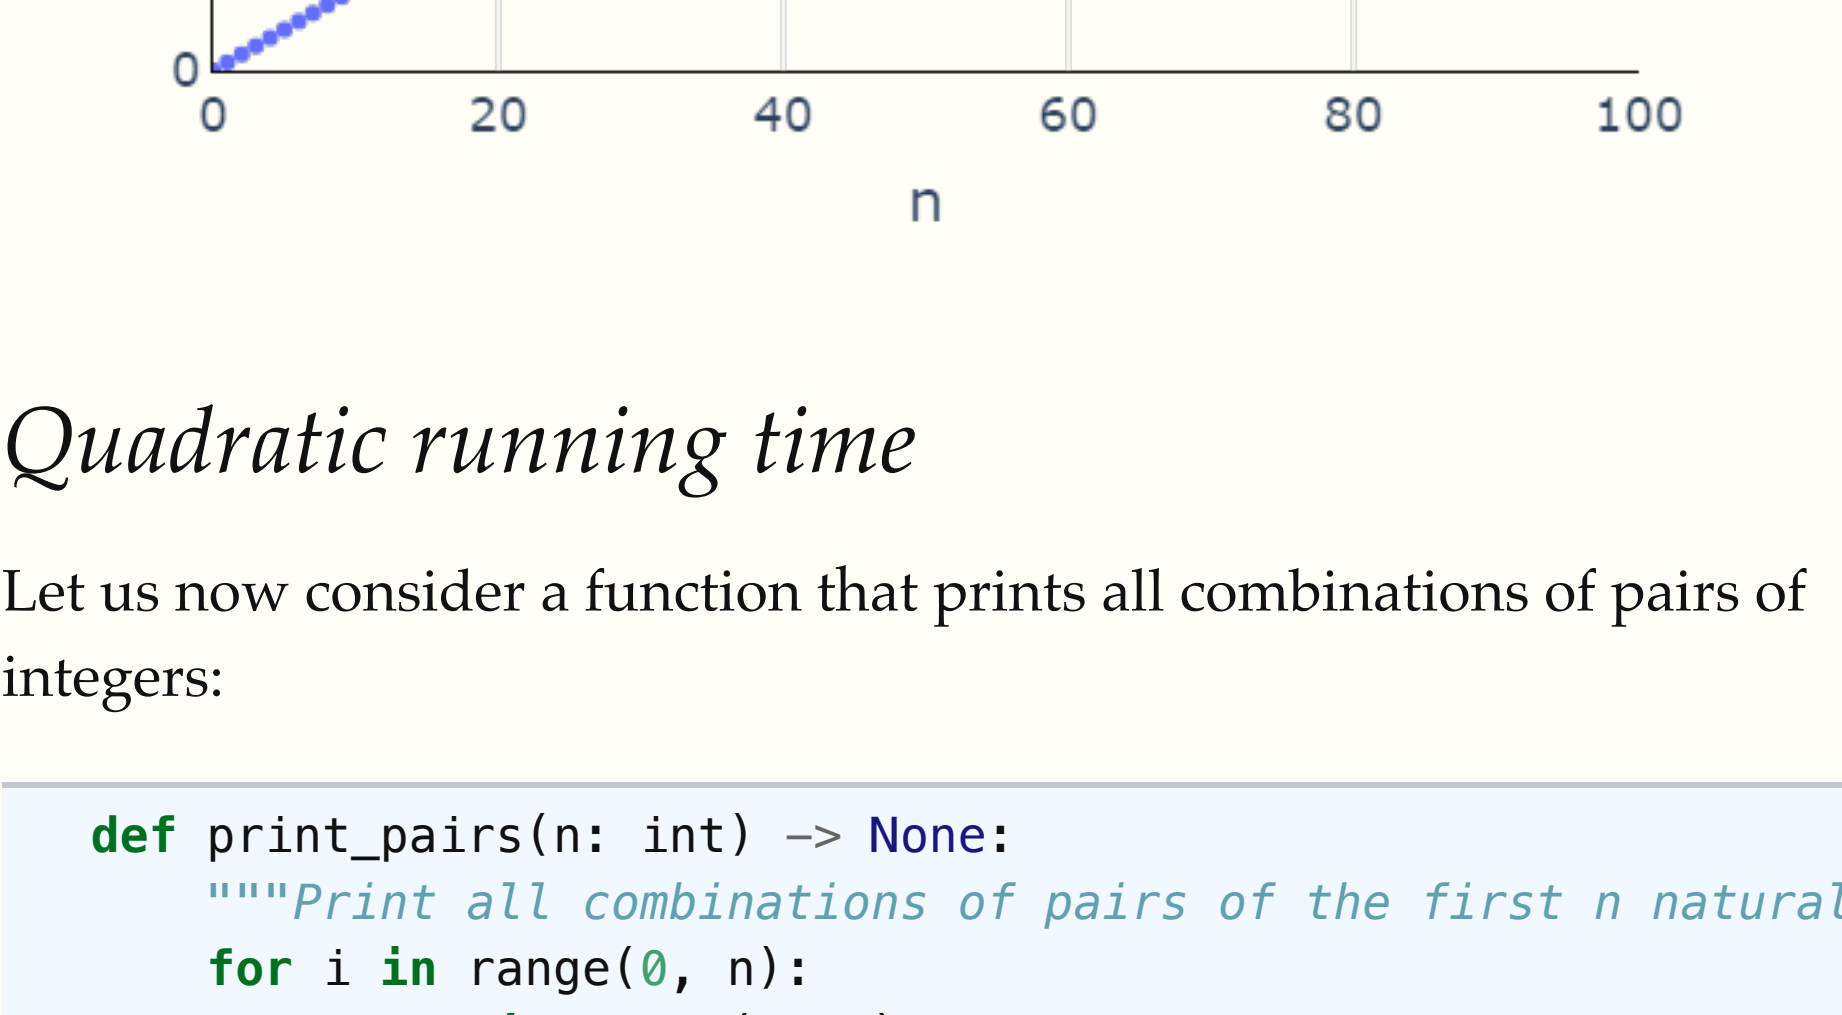 0
0 20 40 60 80 100
n
Quadratic running time
Let us now consider a function that prints all combinations of pairs of
integers:
def print_pairs(n: int) -> None:
"""Print all combinations of pairs of the first n natural
for i in range(0, n):